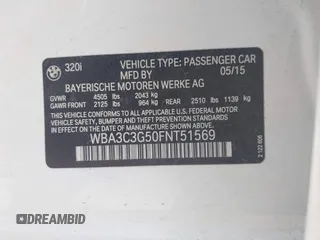 320i
VEHICLE TYPE: PASSENGER CAR
MFD BY 05/15
BAYERISCHE MOTOREN WERKE AG
GVWR 4505 lbs 2043 kg
GAWR FRONT 2125 lbs 964 kg REAR 2510 lbs 1139 kg
THIS VEHICLE CONFORMS TO ALL APPLICABLE U.S. FEDERAL MOTOR VEHICLE SAFETY, BUMPER, AND THEFT PREVENTION STANDARDS IN EFFECT ON THE DATE OF MANUFACTURE SHOWN ABOVE.
WBA3C3G50FNT51569
DREAMBID